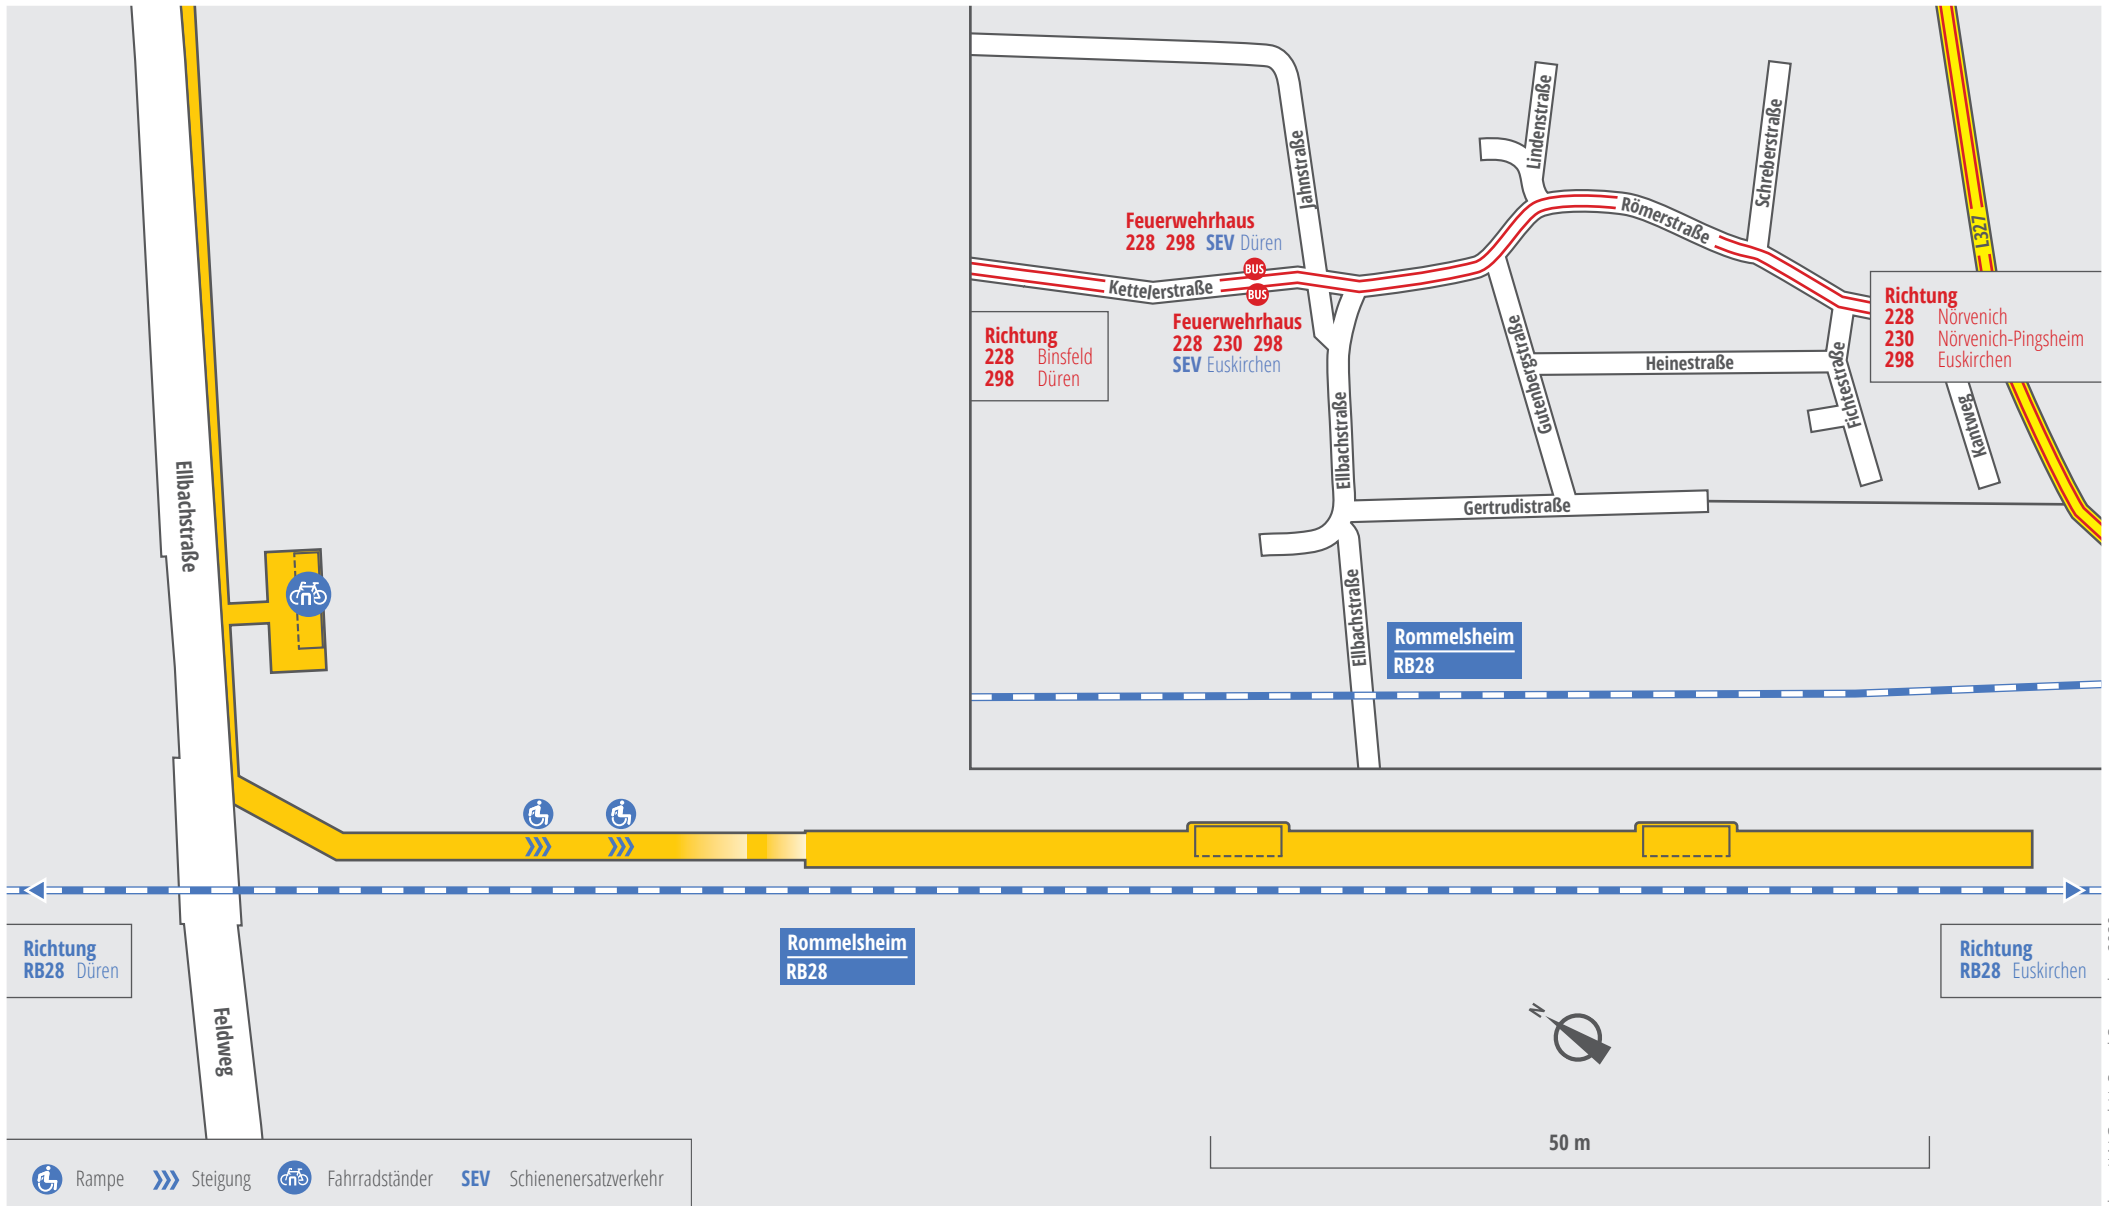 Jahnstraße
Lindenstraße
Schreberstraße
L327
Römerstraße
Feuerwehrhaus
228 298 SEV Düren
BUS
BUS
Kettelerstraße
Feuerwehrhaus
228 230 298
SEV Euskirchen
Richtung
228 Binsfeld
298 Düren
Richtung
228 Nörvenich
230 Nörvenich-Pingsheim
298 Euskirchen
Gutenbergstraße
Heinestraße
Fichtestraße
Kantweg
Ellbachstraße
Gertrudistraße
Ellbachstraße
Ellbachstraße
Rommelsheim
RB28
Richtung
RB28 Düren
Rommelsheim
RB28
Richtung
RB28 Euskirchen
Feldweg
N
50 m
Rampe
Steigung
Fahrradständer
SEV Schienenersatzverkehr